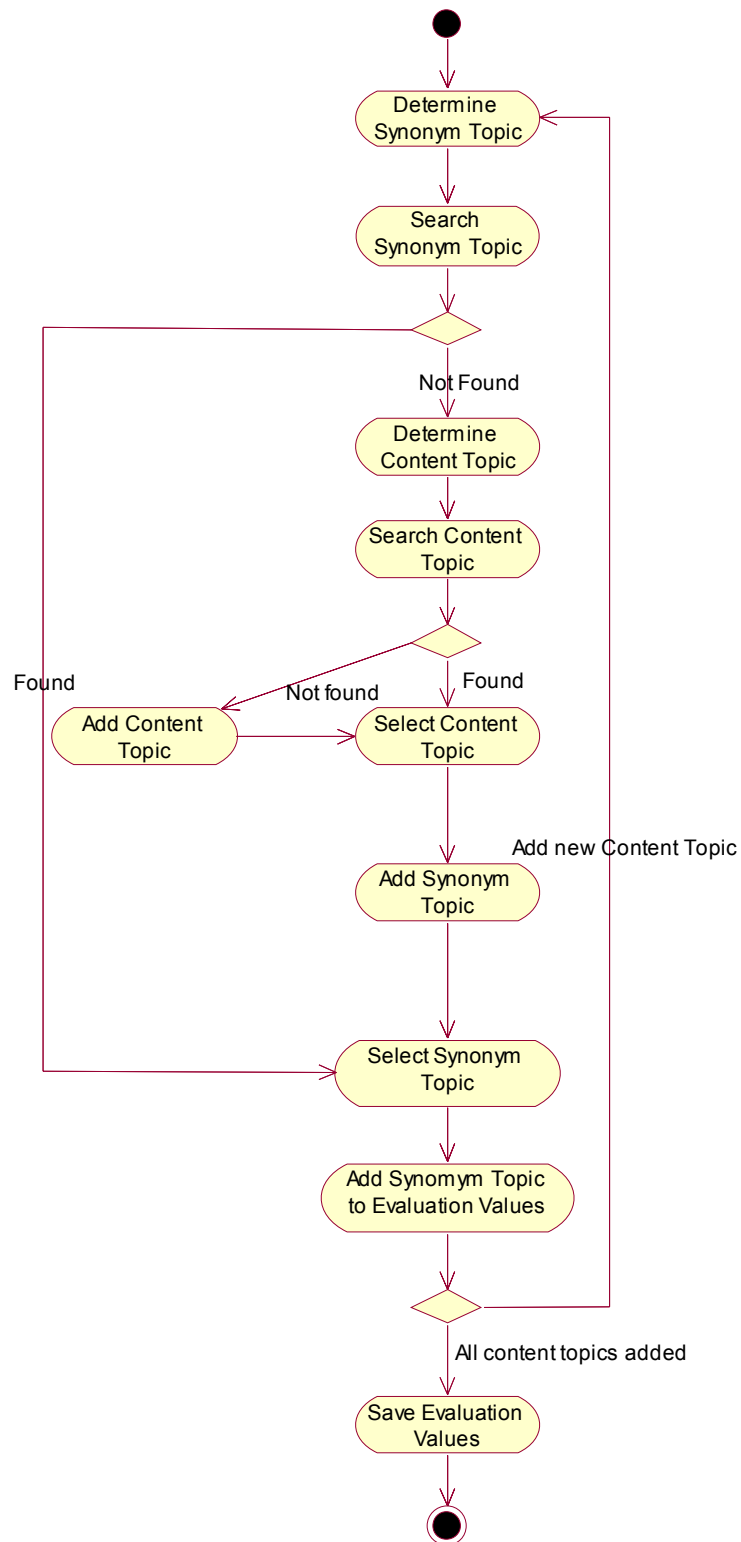 Determine
Synonym Topic
Search
Synonym Topic
Not Found
Determine
Content Topic
Search Content
Topic
Found
Not found
Found
Add Content
Topic
Select Content
Topic
Add new Content Topic
Add Synonym
Topic
Select Synonym
Topic
Add Synomym Topic
to Evaluation Values
All content topics added
Save Evaluation
Values